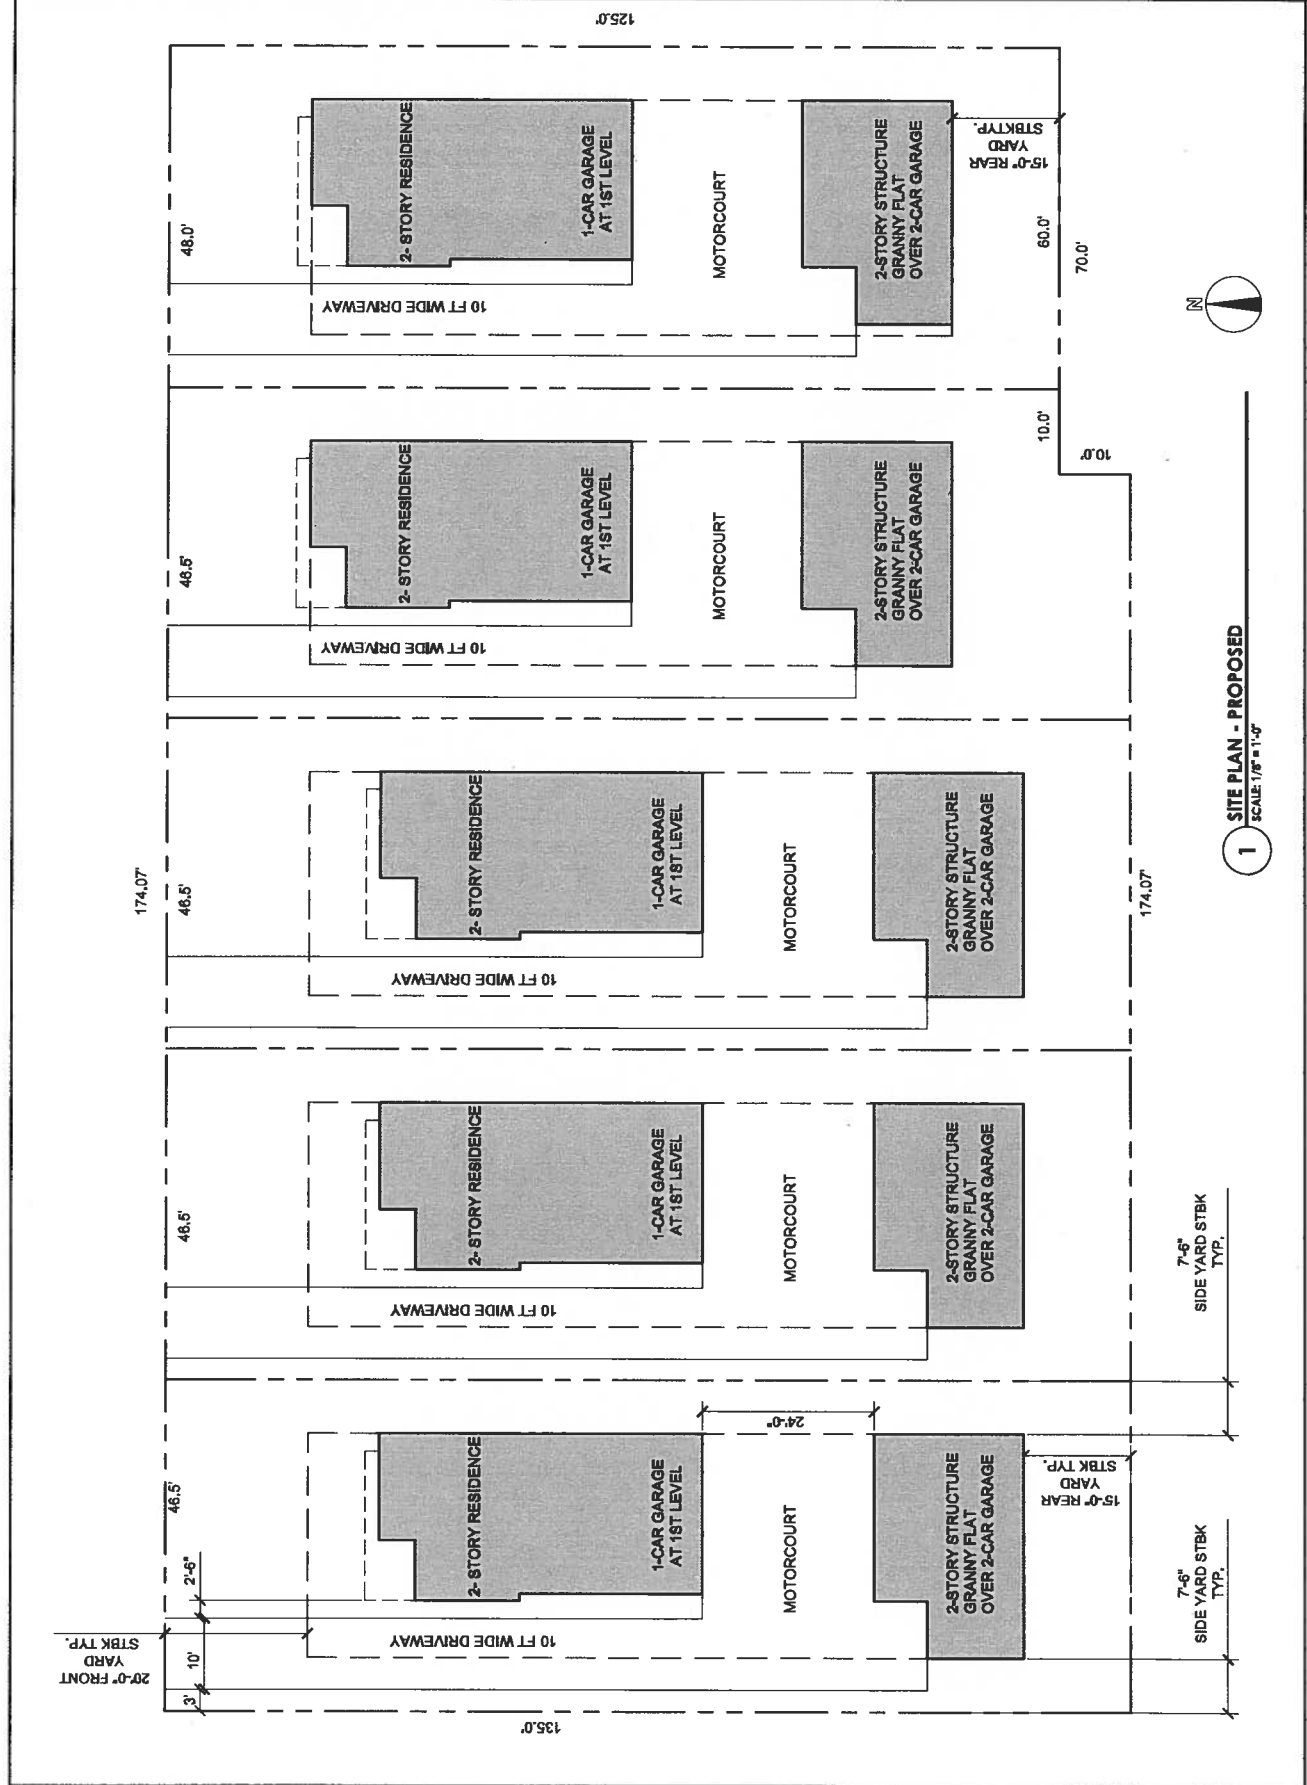 174.07'
20'-0" FRONT
YARD
STBK TYP.
3'
10'
2'-6"
46.5'
46.5'
46.5'
46.5'
48.0'
135.0'
125.0'
10 FT WIDE DRIVEWAY
2- STORY RESIDENCE
1-CAR GARAGE
AT 1ST LEVEL
10 FT WIDE DRIVEWAY
2- STORY RESIDENCE
1-CAR GARAGE
AT 1ST LEVEL
10 FT WIDE DRIVEWAY
2- STORY RESIDENCE
1-CAR GARAGE
AT 1ST LEVEL
10 FT WIDE DRIVEWAY
2- STORY RESIDENCE
1-CAR GARAGE
AT 1ST LEVEL
10 FT WIDE DRIVEWAY
2- STORY RESIDENCE
1-CAR GARAGE
AT 1ST LEVEL
24'-0"
MOTORCOURT
MOTORCOURT
MOTORCOURT
MOTORCOURT
MOTORCOURT
2-STORY STRUCTURE
GRANNY FLAT
OVER 2-CAR GARAGE
2-STORY STRUCTURE
GRANNY FLAT
OVER 2-CAR GARAGE
2-STORY STRUCTURE
GRANNY FLAT
OVER 2-CAR GARAGE
2-STORY STRUCTURE
GRANNY FLAT
OVER 2-CAR GARAGE
2-STORY STRUCTURE
GRANNY FLAT
OVER 2-CAR GARAGE
15'-0" REAR
YARD
STBK TYP.
15'-0" REAR
YARD
STBKTYP.
10.0'
10.0'
60.0'
70.0'
174.07'
7'-6"
SIDE YARD STBK
TYP.
7'-6"
SIDE YARD STBK
TYP.
N
1
SITE PLAN - PROPOSED
SCALE: 1/8" = 1'-0"